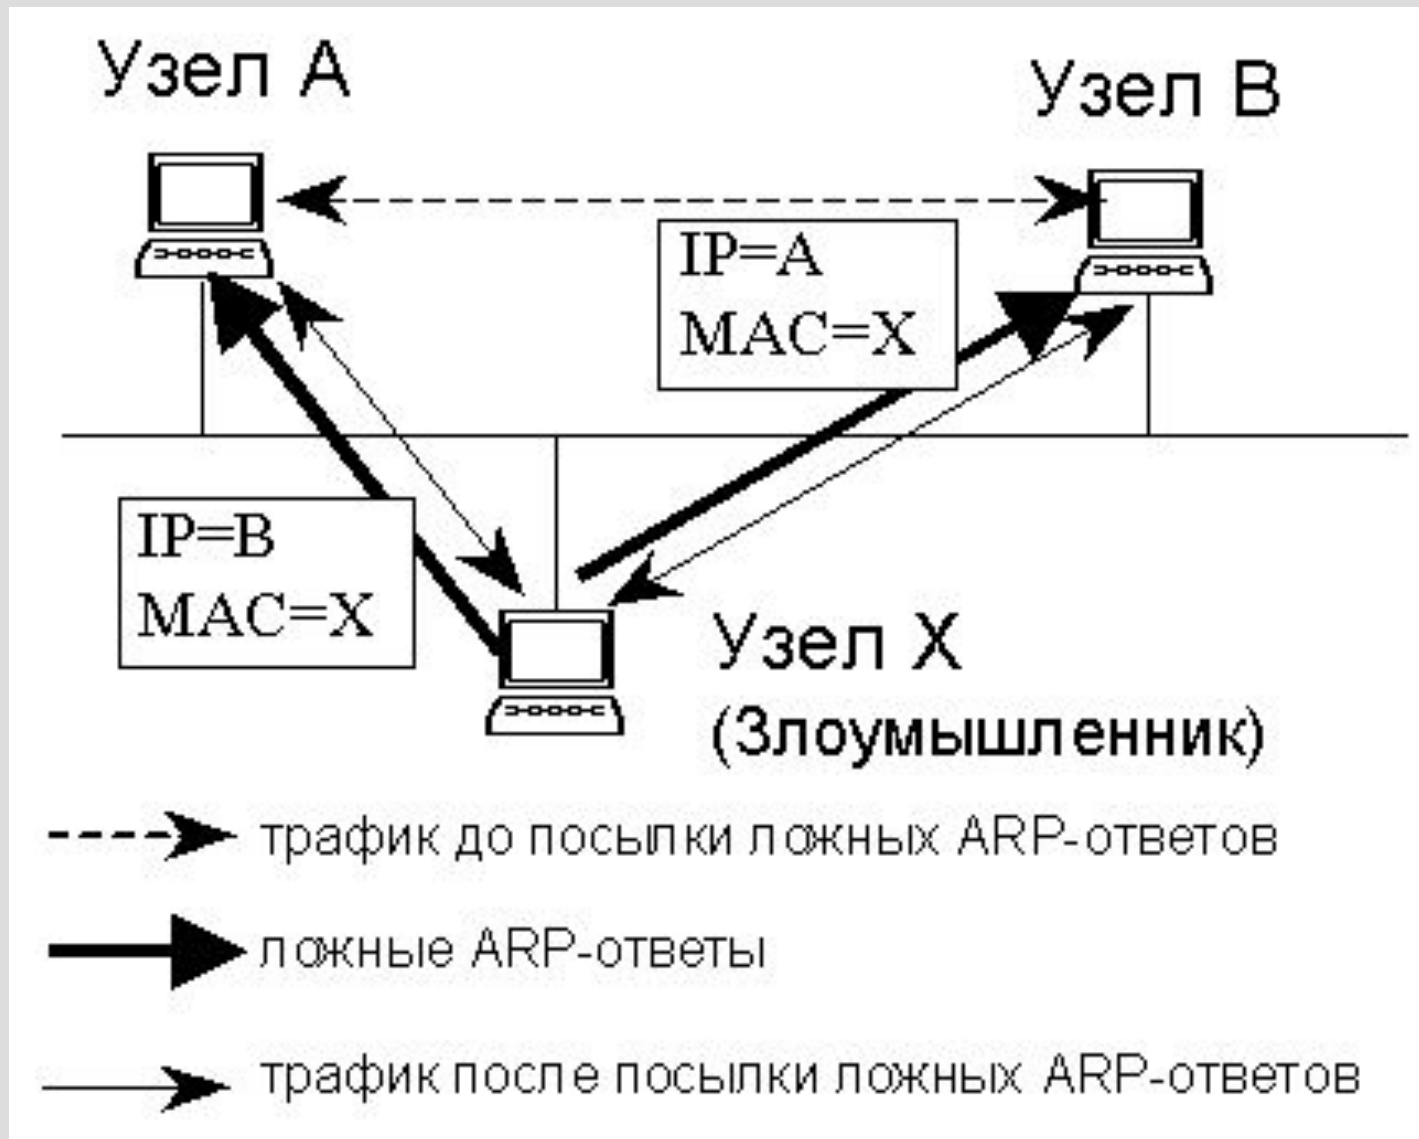 Узел A
Узел B
IP=A
MAC=X
IP=B
MAC=X
Узел X
(Злоумышленник)
трафик до посылки ложных ARP-ответов
ложные ARP-ответы
трафик после посылки ложных ARP-ответов